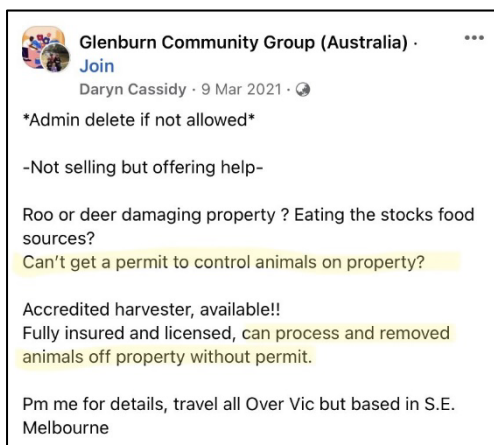 Glenburn Community Group (Australia) ·
Join
Daryn Cassidy · 9 Mar 2021 ·
*Admin delete if not allowed*
-Not selling but offering help-
Roo or deer damaging property ? Eating the stocks food
sources?
Can't get a permit to control animals on property?
Accredited harvester, available!!
Fully insured and licensed, can process and removed
animals off property without permit.
Pm me for details, travel all Over Vic but based in S.E.
Melbourne